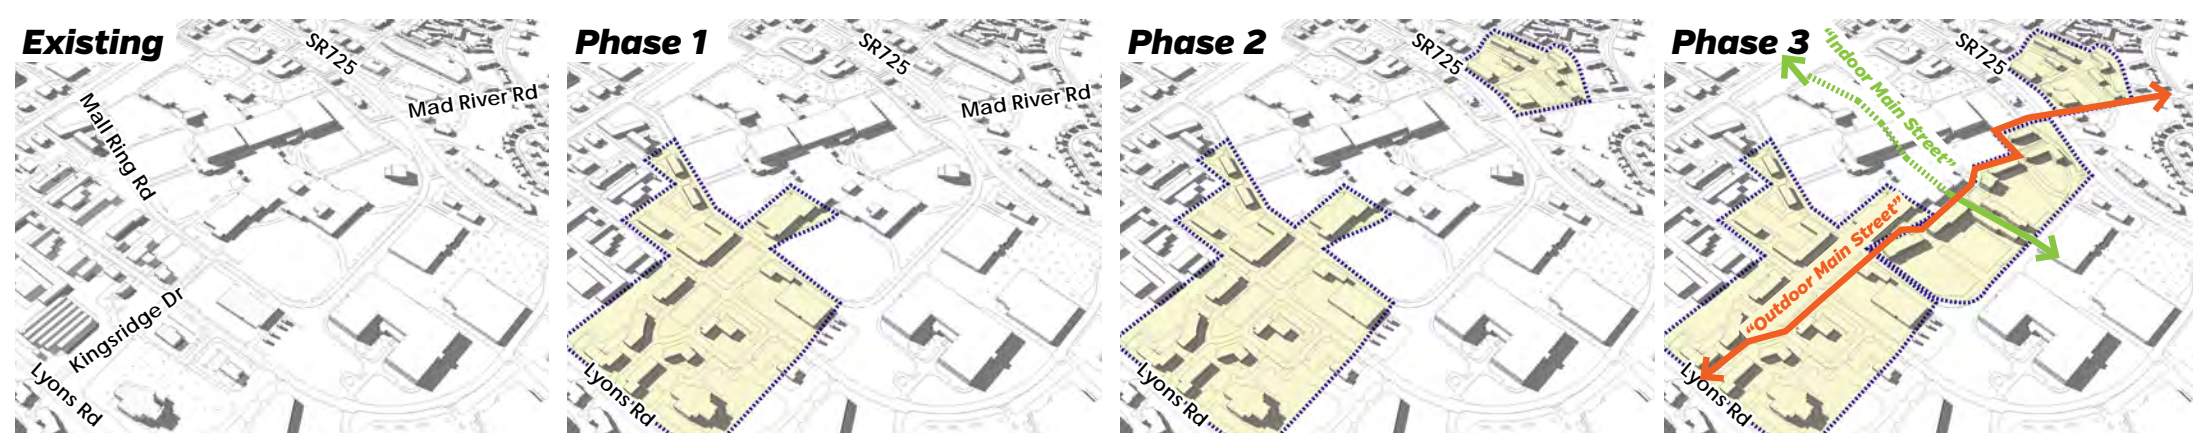 Existing
SR725
Mad River Rd
Mall Ring Rd
Kingsridge Dr
Lyons Rd
Phase 1
SR725
Mad River Rd
Lyons Rd
Phase 2
SR725
Lyons Rd
Phase 3
"Indoor Main Street"
SR725
"Outdoor Main Street"
Lyons Rd